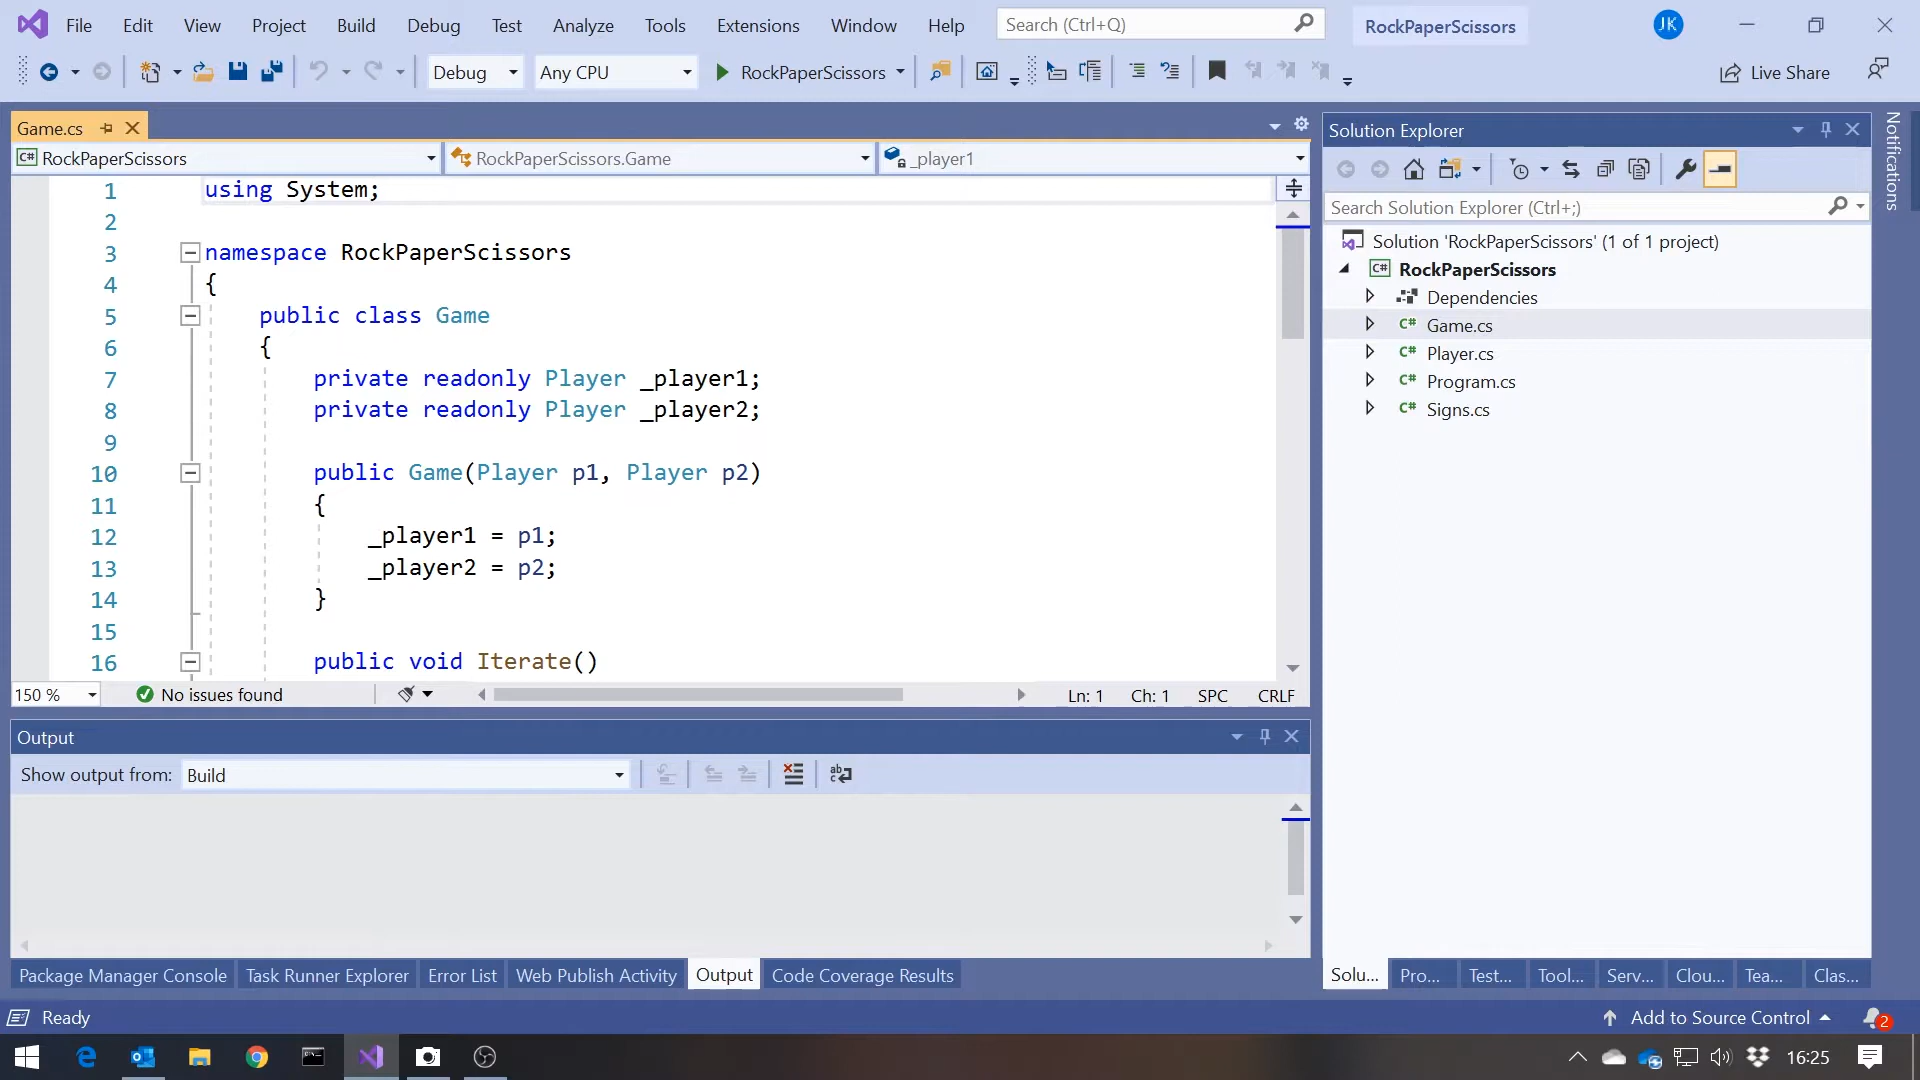 File Edit View Project Build Debug Test Analyze Tools Extensions Window Help Search (Ctrl+Q) RockPaperScissors JK
Debug Any CPU RockPaperScissors Live Share
Game.cs
RockPaperScissors RockPaperScissors.Game _player1
1 using System;
2
3 namespace RockPaperScissors
4 {
5 public class Game
6 {
7 private readonly Player _player1;
8 private readonly Player _player2;
9
10 public Game(Player p1, Player p2)
11 {
12 _player1 = p1;
13 _player2 = p2;
14 }
15
16 public void Iterate()
150 % No issues found Ln: 1 Ch: 1 SPC CRLF
Output
Show output from: Build
Package Manager Console Task Runner Explorer Error List Web Publish Activity Output Code Coverage Results
Solution Explorer
Search Solution Explorer (Ctrl+;)
Solution 'RockPaperScissors' (1 of 1 project)
C# RockPaperScissors
Dependencies
C# Game.cs
C# Player.cs
C# Program.cs
C# Signs.cs
Solu... Pro... Test... Tool... Serv... Clou... Tea... Clas...
Notifications
Ready Add to Source Control 2
16:25